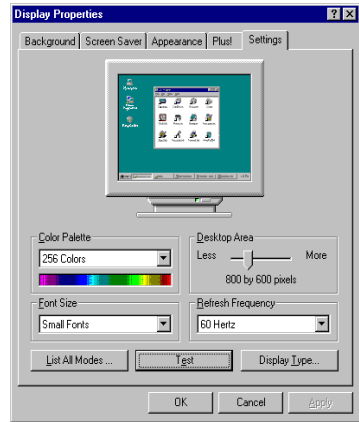 Display Properties
Background Screen Saver Appearance Plus! Settings
Color Palette
256 Colors
Desktop Area
Less More
800 by 600 pixels
Font Size
Small Fonts
Refresh Frequency
60 Hertz
List All Modes ... Test Display Type...
OK Cancel Apply